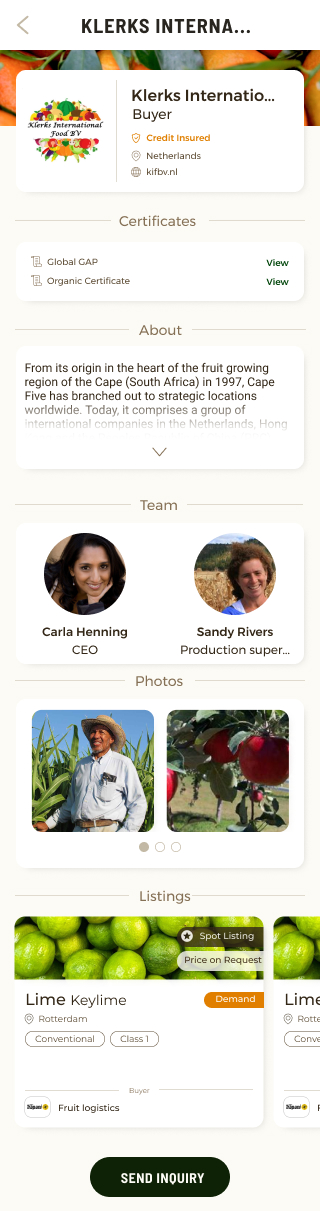 KLERKS INTERNA...
Klerks International
Food BV
Klerks Internatio...
Buyer
Credit Insured
Netherlands
kifbv.nl
Certificates
Global GAP
View
Organic Certificate
View
About
From its origin in the heart of the fruit growing
region of the Cape (South Africa) in 1997, Cape
Five has branched out to strategic locations
worldwide. Today, it comprises a group of
international companies in the Netherlands, Hong
Team
Carla Henning
CEO
Sandy Rivers
Production super...
Photos
Listings
Spot Listing
Price on Request
Lime Keylime
Demand
Rotterdam
Conventional
Class 1
Buyer
Fruit logistics
Lime
Rotte
Conve
SEND INQUIRY